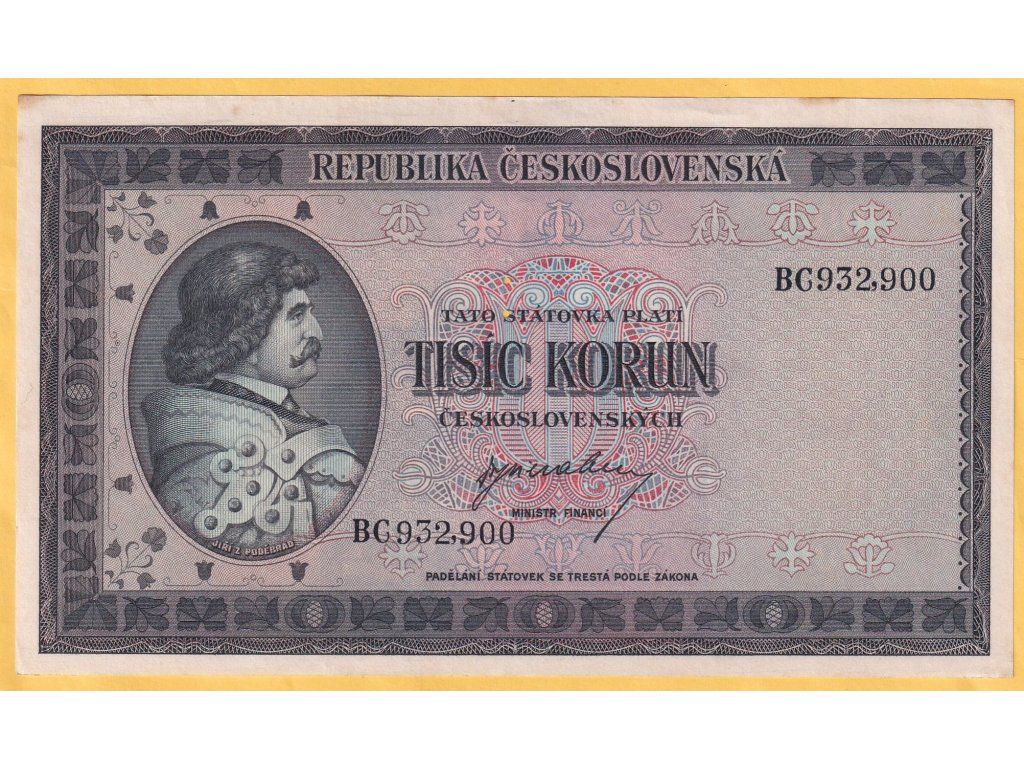 REPUBLIKA ČESKOSLOVENSKÁ
BC932,900
TATO STÁTOVKA PLATÍ
TISÍC KORUN
ČESKOSLOVENSKÝCH
MINISTR FINANCÍ
BC932,900
JIŘÍ Z PODĚBRAD
PADĚLÁNÍ STÁTOVEK SE TRESTÁ PODLE ZÁKONA